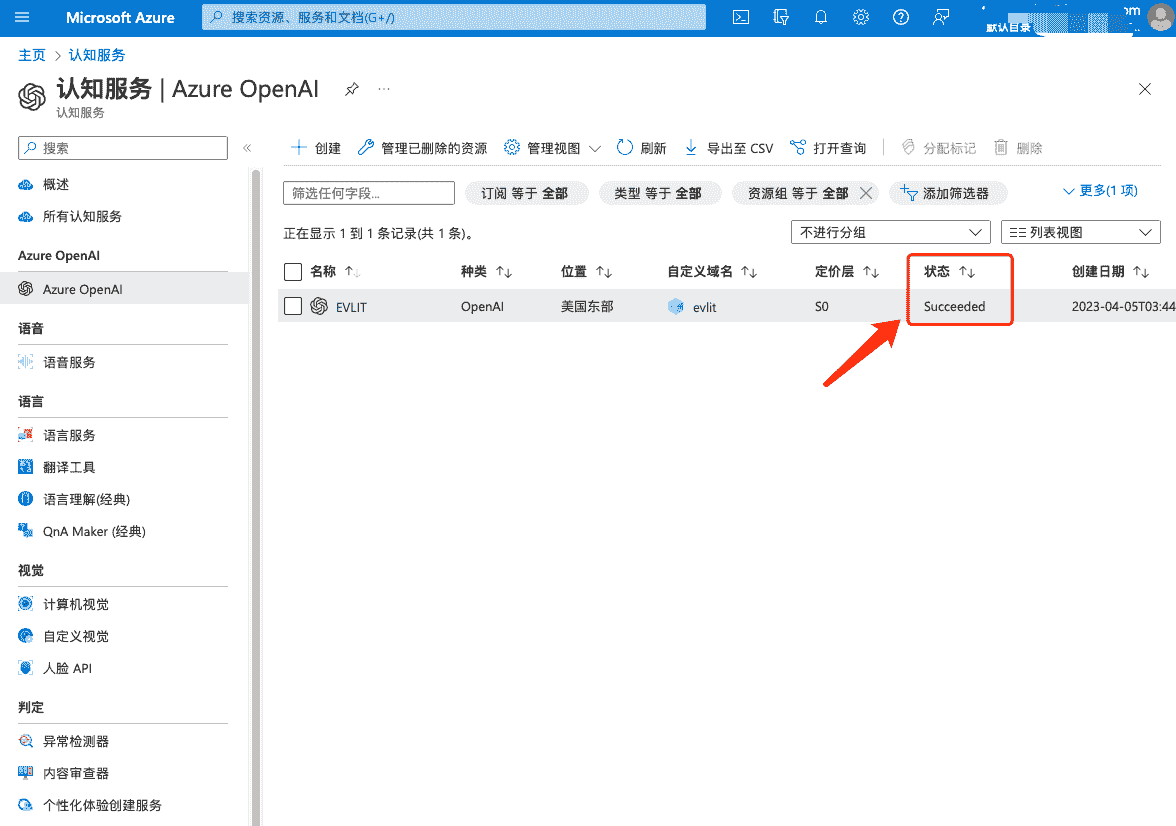 Microsoft Azure
搜索资源、服务和文档(G+/)
om
默认目录
主页 > 认知服务
认知服务 | Azure OpenAI
认知服务
搜索
创建 管理已删除的资源 管理视图 刷新 导出至 CSV 打开查询 分配标记 删除
概述
所有认知服务
Azure OpenAI
Azure OpenAI
语音
语音服务
语言
语言服务
翻译工具
语言理解(经典)
QnA Maker (经典)
视觉
计算机视觉
自定义视觉
人脸 API
判定
异常检测器
内容审查器
个性化体验创建服务
筛选任何字段... 订阅 等于 全部 类型 等于 全部 资源组 等于 全部 添加筛选器 更多(1 项)
正在显示 1 到 1 条记录(共 1 条)。 不进行分组 列表视图
名称 种类 位置 自定义域名 定价层 状态 创建日期
EVLIT OpenAI 美国东部 evlit S0 Succeeded 2023-04-05T03:44